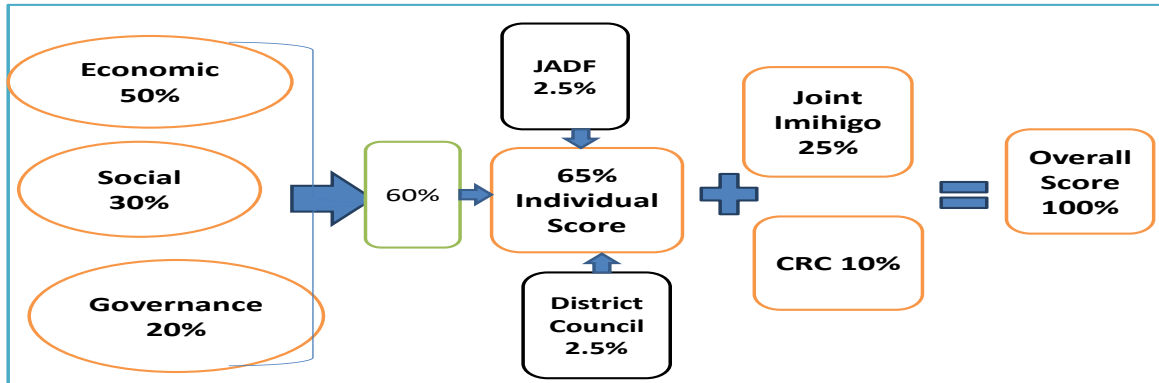 Economic
50%
Social
30%
Governance
20%
60%
JADF
2.5%
65%
Individual
Score
District
Council
2.5%
Joint
Imihigo
25%
CRC 10%
Overall
Score
100%